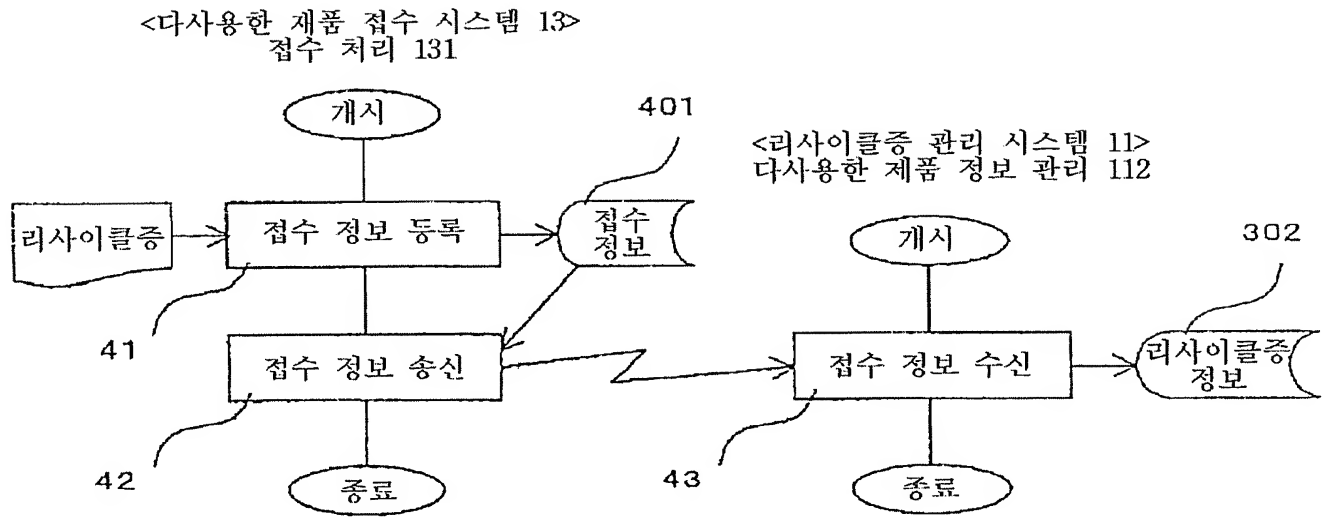 <다사용한 재품 접수 시스템 13>
접수 처리 131
개시
401
<리사이클증 관리 시스템 11>
다사용한 제품 정보 관리 112
리사이클증
접수 정보 등록
접수
정보
개시
302
41
접수 정보 송신
접수 정보 수신
리사이클증
정보
42
종료
43
종료